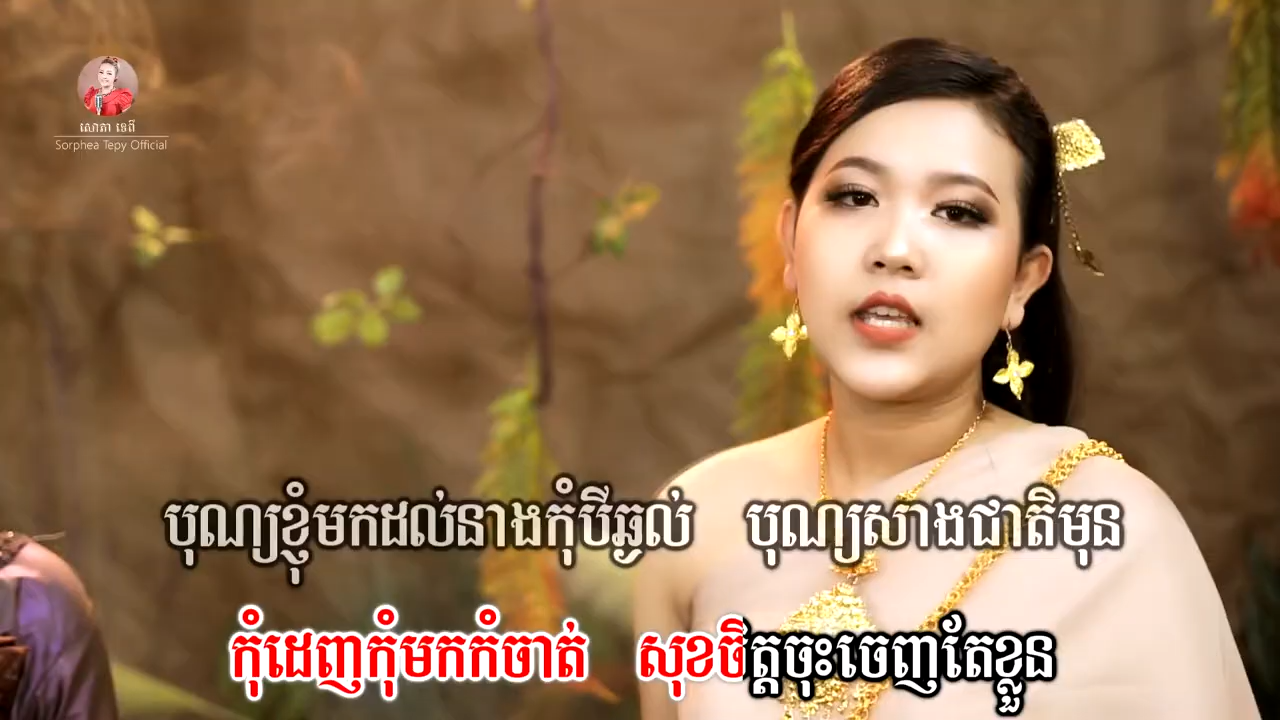 សោភា ទេពី
Sorphea Tepy Official
បុណ្យខ្ញុំមកដល់នាងកុំបីឆ្ងល់ បុណ្យសាងជាតិមុន
កុំដេញកុំមកកំចាត់ សុខចិត្តចុះចេញតែខ្លួន